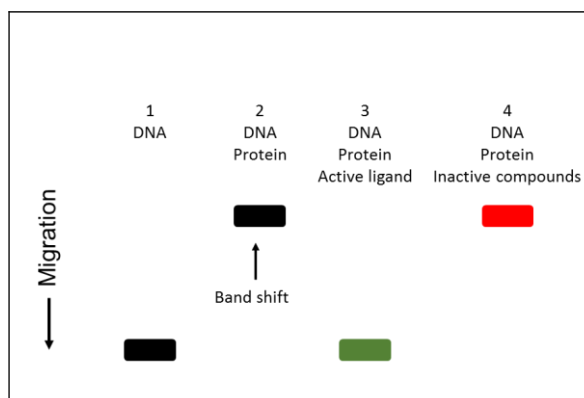 1
DNA
2
DNA
Protein
3
DNA
Protein
Active ligand
4
DNA
Protein
Inactive compounds
Migration
Band shift